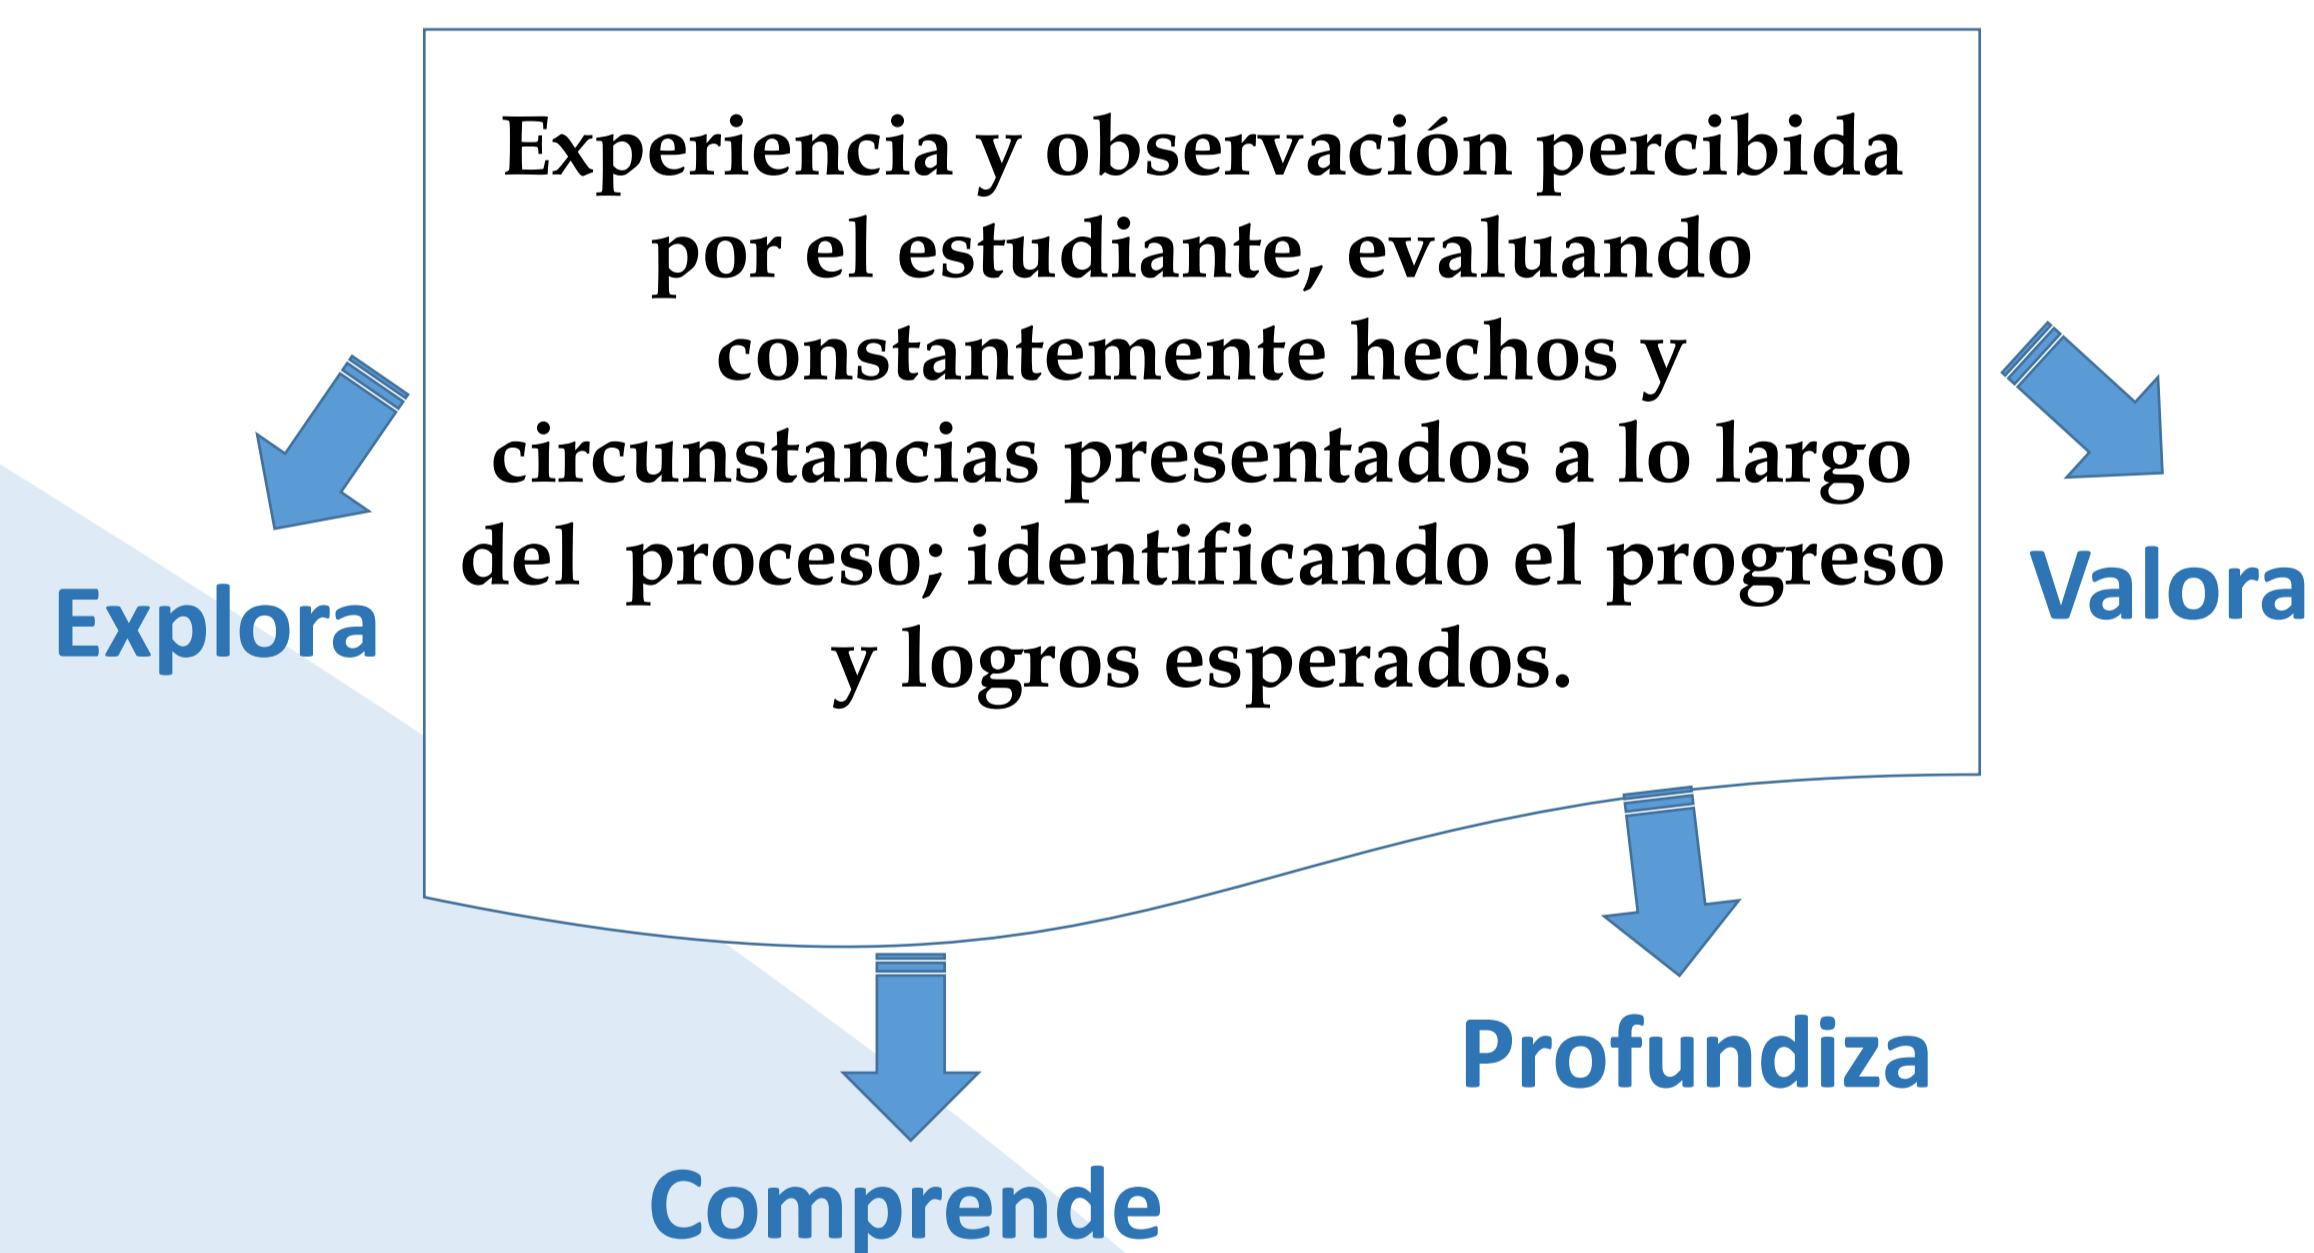 Experiencia y observación percibida
por el estudiante, evaluando
constantemente hechos y
circunstancias presentados a lo largo
del  proceso; identificando el progreso
y logros esperados.
Explora
Valora
Profundiza
Comprende